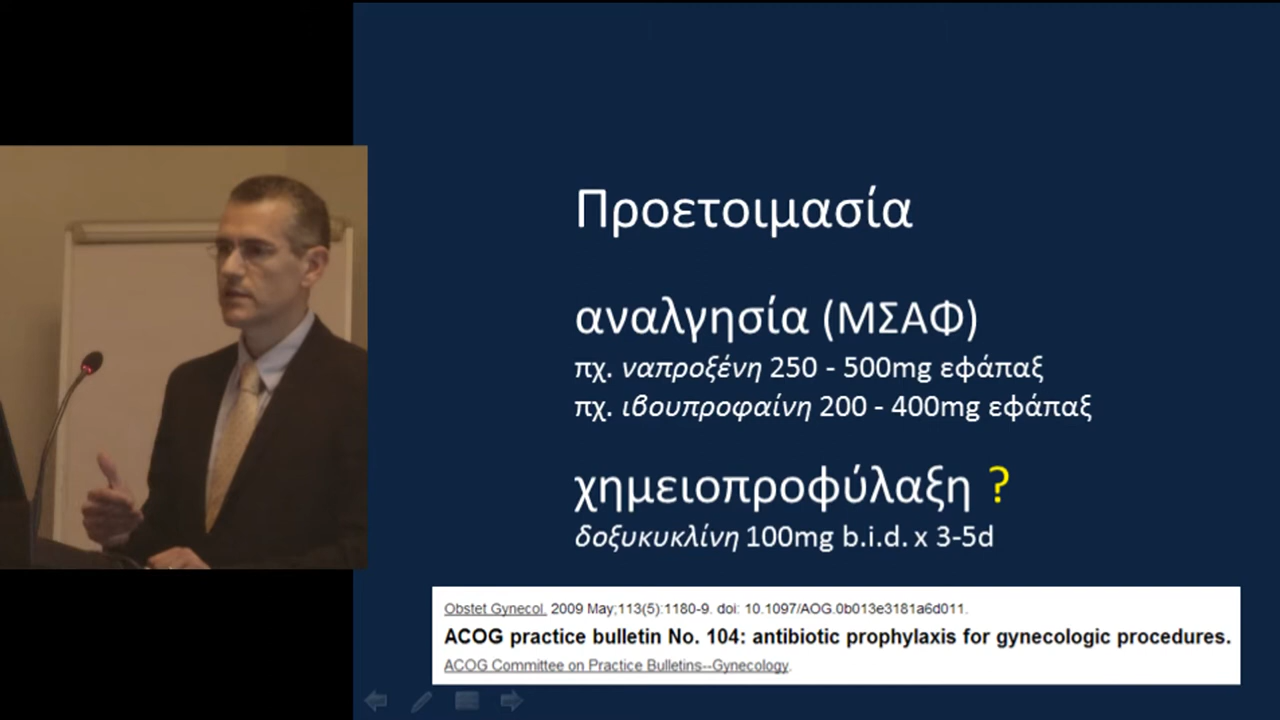 Προετοιμασία
αναλγησία (ΜΣΑΦ)
πχ. ναπροξένη 250 - 500mg εφάπαξ
πχ. ιβουπροφαίνη 200 - 400mg εφάπαξ
χημειοπροφύλαξη ?
δοξυκυκλίνη 100mg b.i.d. x 3-5d
Obstet Gynecol. 2009 May;113(5):1180-9. doi: 10.1097/AOG.0b013e3181a6d011.
ACOG practice bulletin No. 104: antibiotic prophylaxis for gynecologic procedures.
ACOG Committee on Practice Bulletins--Gynecology.